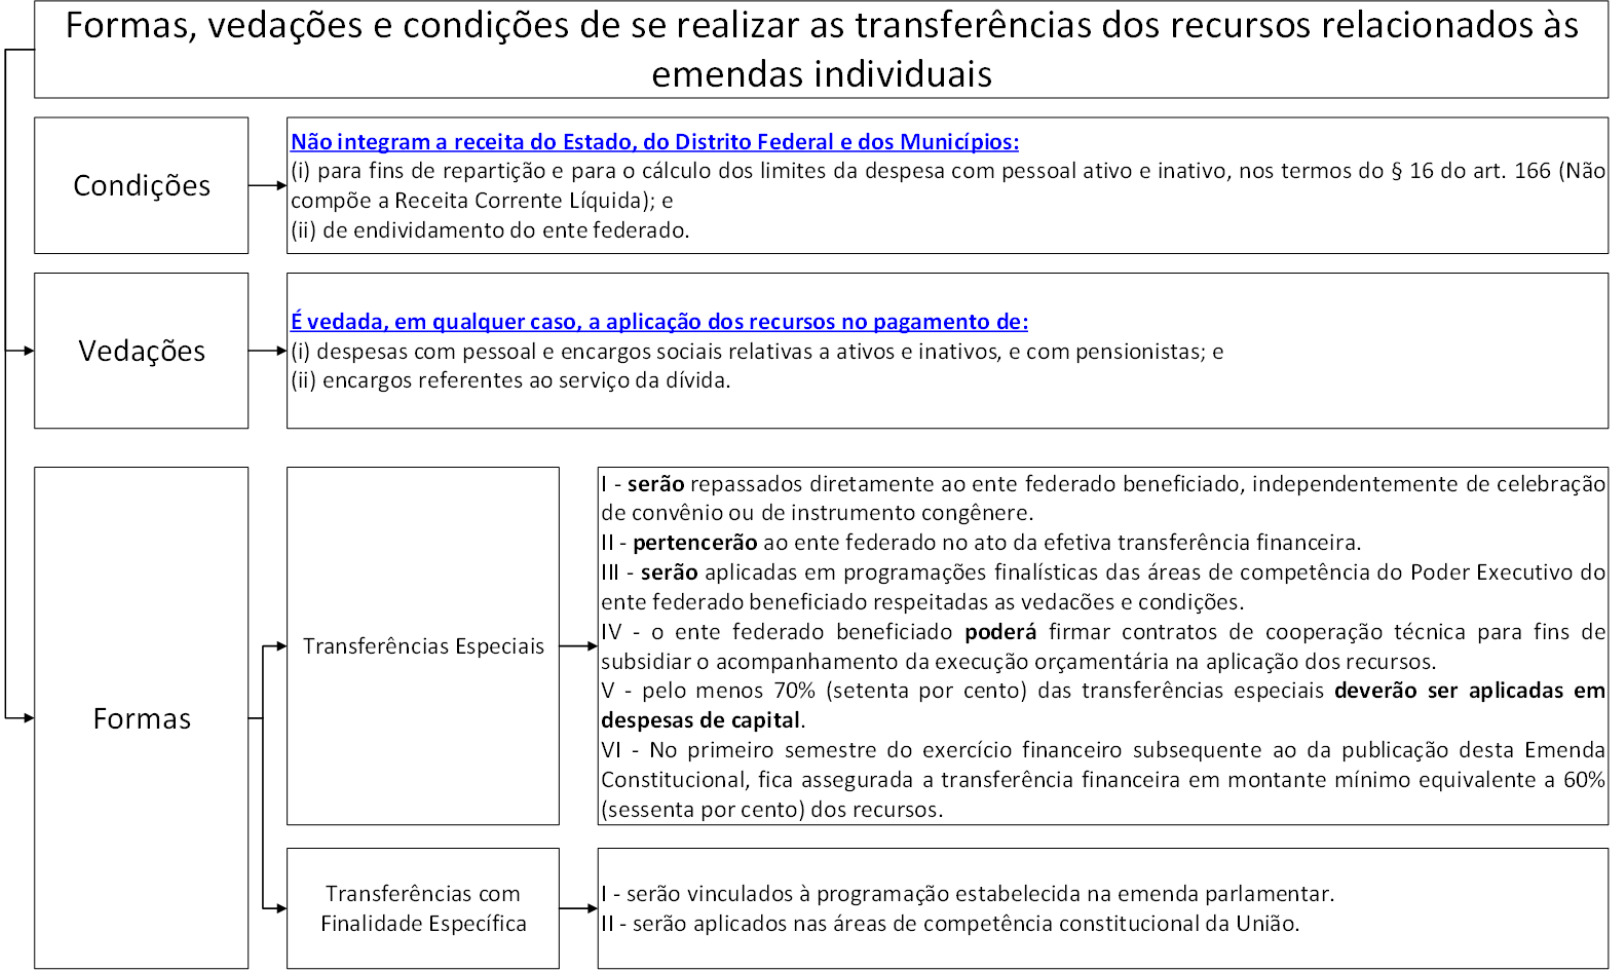 Formas, vedações e condições de se realizar as transferências dos recursos relacionados às
emendas individuais
Condições
Não integram a receita do Estado, do Distrito Federal e dos Municípios:
(i) para fins de repartição e para o cálculo dos limites da despesa com pessoal ativo e inativo, nos termos do § 16 do art. 166 (Não
compõe a Receita Corrente Líquida); e
(ii) de endividamento do ente federado.
Vedações
É vedada, em qualquer caso, a aplicação dos recursos no pagamento de:
(i) despesas com pessoal e encargos sociais relativas a ativos e inativos, e com pensionistas; e
(ii) encargos referentes ao serviço da dívida.
Formas
Transferências Especiais
I - serão repassados diretamente ao ente federado beneficiado, independentemente de celebração
de convênio ou de instrumento congênere.
II - pertencerão ao ente federado no ato da efetiva transferência financeira.
III - serão aplicadas em programações finalísticas das áreas de competência do Poder Executivo do
ente federado beneficiado respeitadas as vedacões e condições.
IV - o ente federado beneficiado poderá firmar contratos de cooperação técnica para fins de
subsidiar o acompanhamento da execução orçamentária na aplicação dos recursos.
V - pelo menos 70% (setenta por cento) das transferências especiais deverão ser aplicadas em
despesas de capital.
VI - No primeiro semestre do exercício financeiro subsequente ao da publicação desta Emenda
Constitucional, fica assegurada a transferência financeira em montante mínimo equivalente a 60%
(sessenta por cento) dos recursos.
Transferências com
Finalidade Específica
I - serão vinculados à programação estabelecida na emenda parlamentar.
II - serão aplicados nas áreas de competência constitucional da União.